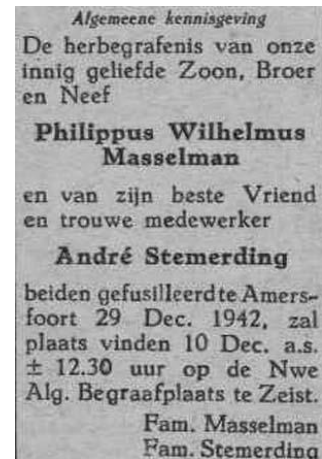 Algemeene kennisgeving
De herbegrafenis van onze
innig geliefde Zoon, Broer
en Neef
Philippus Wilhelmus
Masselman
en van zijn beste Vriend
en trouwe medewerker
André Stemerding
beiden gefusilleerd te Amers-
foort 29 Dec. 1942, zal
plaats vinden 10 Dec. a.s.
± 12.30 uur op de Nwe
Alg. Begraafplaats te Zeist.
Fam. Masselman
Fam. Stemerding